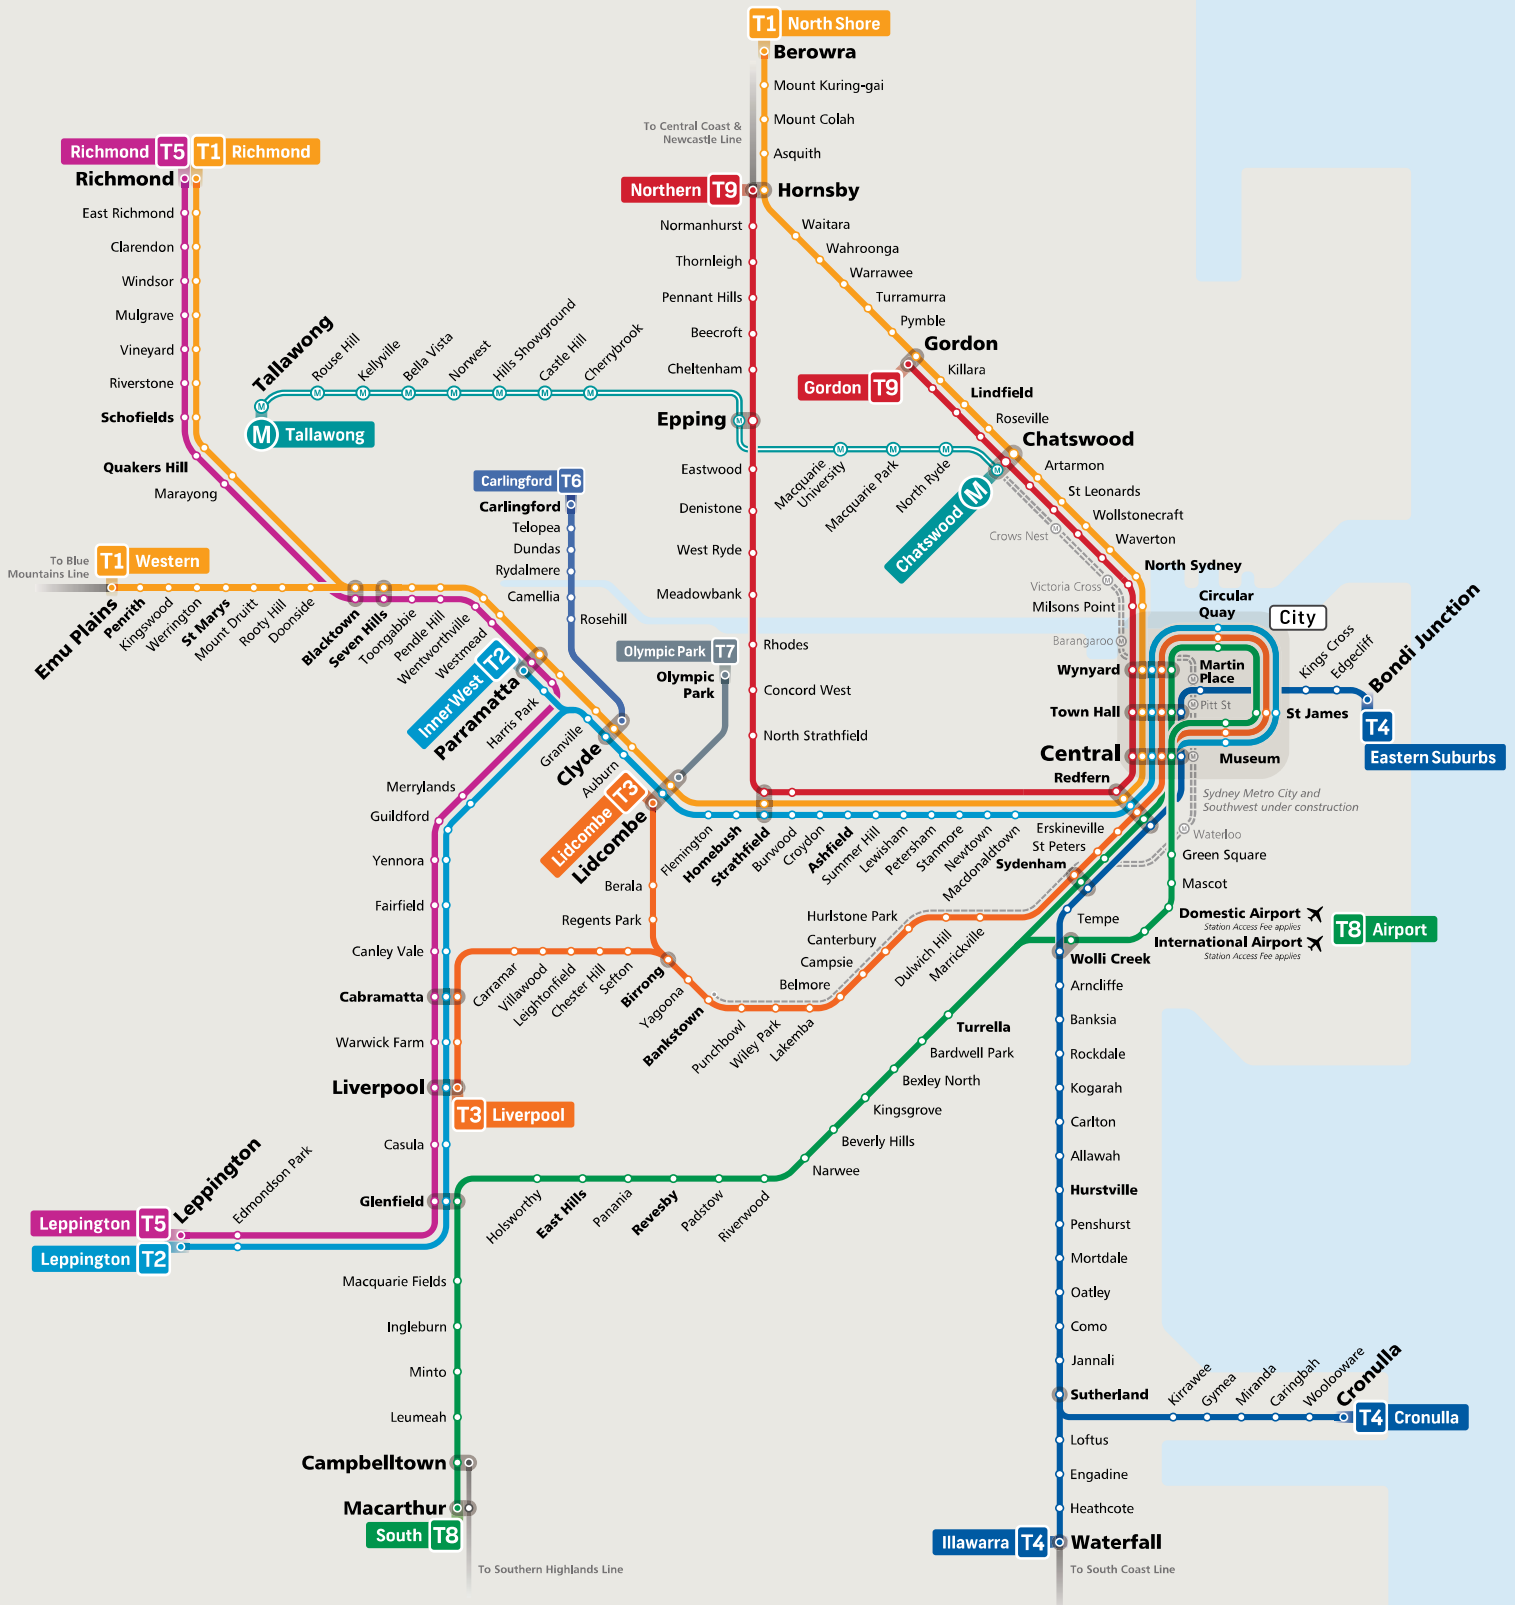 T1 North Shore
Berowra
Mount Kuring-gai
Mount Colah
Asquith
To Central Coast &
Newcastle Line
Northern T9
Hornsby
Richmond T5
T1 Richmond
Richmond
East Richmond
Clarendon
Windsor
Mulgrave
Vineyard
Riverstone
Schofields
Quakers Hill
Marayong
Normanhurst
Thornleigh
Pennant Hills
Beecroft
Cheltenham
Epping
Eastwood
Denistone
West Ryde
Meadowbank
Rhodes
Concord West
North Strathfield
Waitara
Wahroonga
Warrawee
Turramurra
Pymble
Gordon
Gordon T9
Killara
Lindfield
Roseville
Chatswood
Artarmon
St Leonards
Wollstonecraft
Waverton
North Sydney
Milsons Point
Tallawong
M Tallawong
Rouse Hill
Kellyville
Bella Vista
Norwest
Hills Showground
Castle Hill
Cherrybrook
Macquarie
University
Macquarie Park
North Ryde
Chatswood M
Crows Nest
Victoria Cross
Barangaroo
Carlingford T6
Carlingford
Telopea
Dundas
Rydalmere
Camellia
Rosehill
Olympic Park T7
Olympic
Park
To Blue
Mountains Line
T1 Western
Emu Plains
Penrith
Kingswood
Werrington
St Marys
Mount Druitt
Rooty Hill
Doonside
Blacktown
Seven Hills
Toongabbie
Pendle Hill
Wentworthville
Westmead
Inner West T2
Parramatta
Harris Park
Granville
Clyde
Auburn
Lidcombe T3
Lidcombe
Flemington
Homebush
Strathfield
Burwood
Croydon
Ashfield
Summer Hill
Lewisham
Petersham
Stanmore
Newtown
Macdonaldtown
Circular
Quay
City
Wynyard
Martin
Place
Pitt St
Town Hall
St James
Central
Museum
Redfern
Kings Cross
Edgecliff
Bondi Junction
T4
Eastern Suburbs
Sydney Metro City and
Southwest under construction
Waterloo
Erskineville
St Peters
Sydenham
Green Square
Mascot
Domestic Airport
Station Access Fee applies
International Airport
Station Access Fee applies
T8 Airport
Tempe
Wolli Creek
Merrylands
Guildford
Yennora
Fairfield
Canley Vale
Cabramatta
Warwick Farm
Liverpool
T3 Liverpool
Casula
Glenfield
Berala
Regents Park
Carramar
Villawood
Leightonfield
Chester Hill
Sefton
Birrong
Yagoona
Bankstown
Punchbowl
Wiley Park
Lakemba
Belmore
Campsie
Canterbury
Hurlstone Park
Dulwich Hill
Marrickville
Turrella
Bardwell Park
Bexley North
Kingsgrove
Beverly Hills
Narwee
Riverwood
Padstow
Revesby
Panania
East Hills
Holsworthy
Leppington
Edmondson Park
Leppington T5
Leppington T2
Macquarie Fields
Ingleburn
Minto
Leumeah
Campbelltown
Macarthur
South T8
To Southern Highlands Line
Arncliffe
Banksia
Rockdale
Kogarah
Carlton
Allawah
Hurstville
Penshurst
Mortdale
Oatley
Como
Jannali
Sutherland
Kirrawee
Gymea
Miranda
Caringbah
Woolooware
Cronulla
T4 Cronulla
Loftus
Engadine
Heathcote
Illawarra T4
Waterfall
To South Coast Line